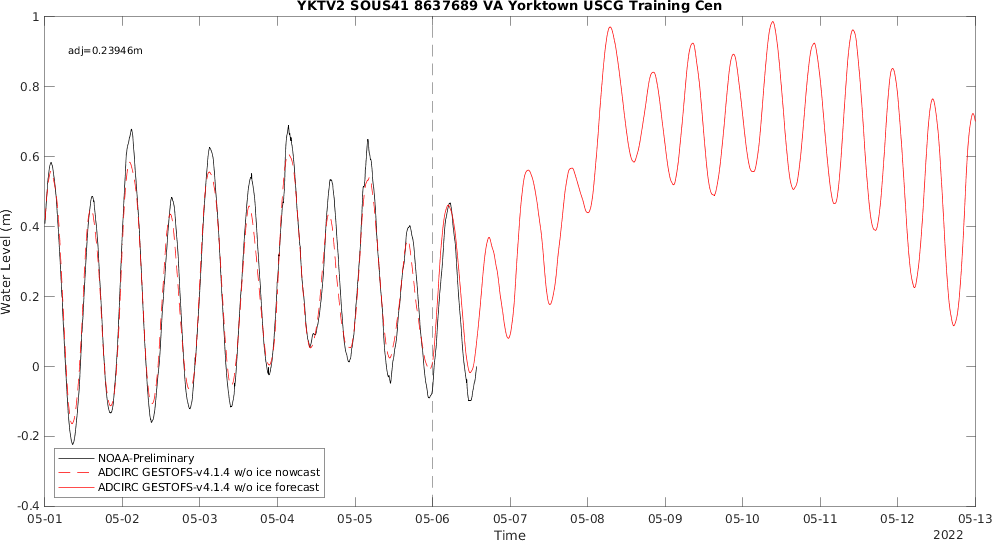 YKTV2 SOUS41 8637689 VA Yorktown USCG Training Cen
adj=0.23946m
1
0.8
0.6
0.4
0.2
0
-0.2
-0.4
Water Level (m)
NOAA-Preliminary
ADCIRC GESTOFS-v4.1.4 w/o ice nowcast
ADCIRC GESTOFS-v4.1.4 w/o ice forecast
05-01 05-02 05-03 05-04 05-05 05-06 05-07 05-08 05-09 05-10 05-11 05-12 05-13
Time
2022